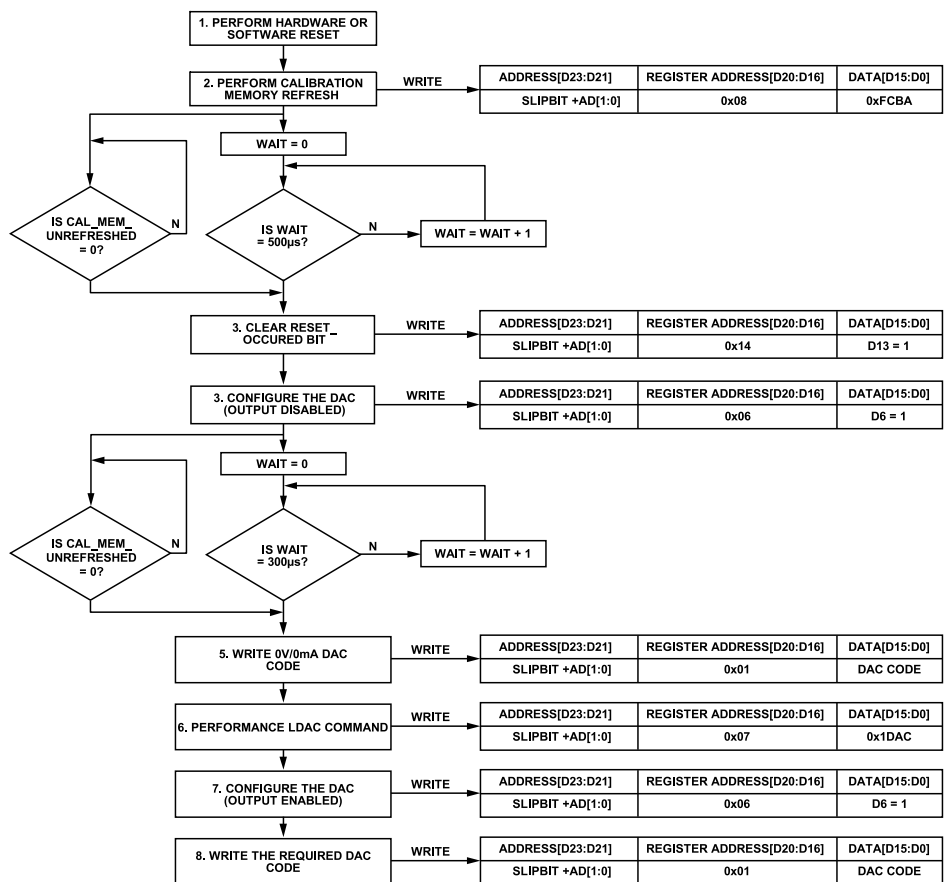 1. PERFORM HARDWARE OR
SOFTWARE RESET
2. PERFORM CALIBRATION
MEMORY REFRESH
WRITE
ADDRESS[D23:D21] REGISTER ADDRESS[D20:D16] DATA[D15:D0]
SLIPBIT +AD[1:0] 0x08 0xFCBA
WAIT = 0
IS CAL_MEM_
UNREFRESHED
= 0?
N
IS WAIT
= 500µs?
N
WAIT = WAIT + 1
3. CLEAR RESET_
OCCURED BIT
WRITE
ADDRESS[D23:D21] REGISTER ADDRESS[D20:D16] DATA[D15:D0]
SLIPBIT +AD[1:0] 0x14 D13 = 1
3. CONFIGURE THE DAC
(OUTPUT DISABLED)
WRITE
ADDRESS[D23:D21] REGISTER ADDRESS[D20:D16] DATA[D15:D0]
SLIPBIT +AD[1:0] 0x06 D6 = 1
WAIT = 0
IS CAL_MEM_
UNREFRESHED
= 0?
N
IS WAIT
= 300µs?
N
WAIT = WAIT + 1
5. WRITE 0V/0mA DAC
CODE
WRITE
ADDRESS[D23:D21] REGISTER ADDRESS[D20:D16] DATA[D15:D0]
SLIPBIT +AD[1:0] 0x01 DAC CODE
6. PERFORMANCE LDAC COMMAND
WRITE
ADDRESS[D23:D21] REGISTER ADDRESS[D20:D16] DATA[D15:D0]
SLIPBIT +AD[1:0] 0x07 0x1DAC
7. CONFIGURE THE DAC
(OUTPUT ENABLED)
WRITE
ADDRESS[D23:D21] REGISTER ADDRESS[D20:D16] DATA[D15:D0]
SLIPBIT +AD[1:0] 0x06 D6 = 1
8. WRITE THE REQUIRED DAC
CODE
WRITE
ADDRESS[D23:D21] REGISTER ADDRESS[D20:D16] DATA[D15:D0]
SLIPBIT +AD[1:0] 0x01 DAC CODE